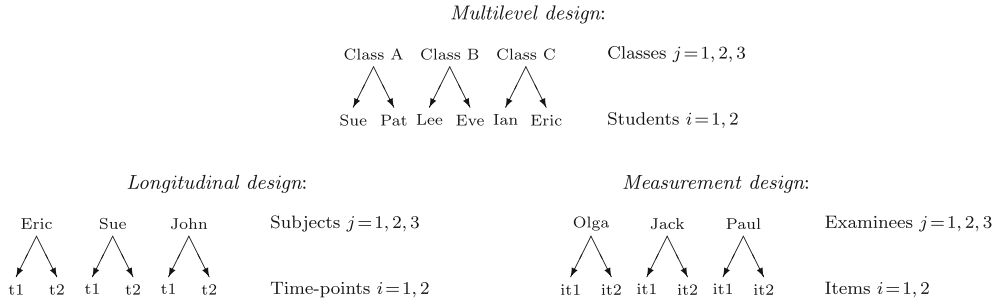 Multilevel design:
Class A Class B Class C Classes j=1,2,3
Sue Pat Lee Eve Ian Eric Students i=1,2
Longitudinal design:
Eric Sue John Subjects j=1,2,3
t1 t2 t1 t2 t1 t2 Time-points i=1,2
Measurement design:
Olga Jack Paul Examinees j=1,2,3
it1 it2 it1 it2 it1 it2 Items i=1,2